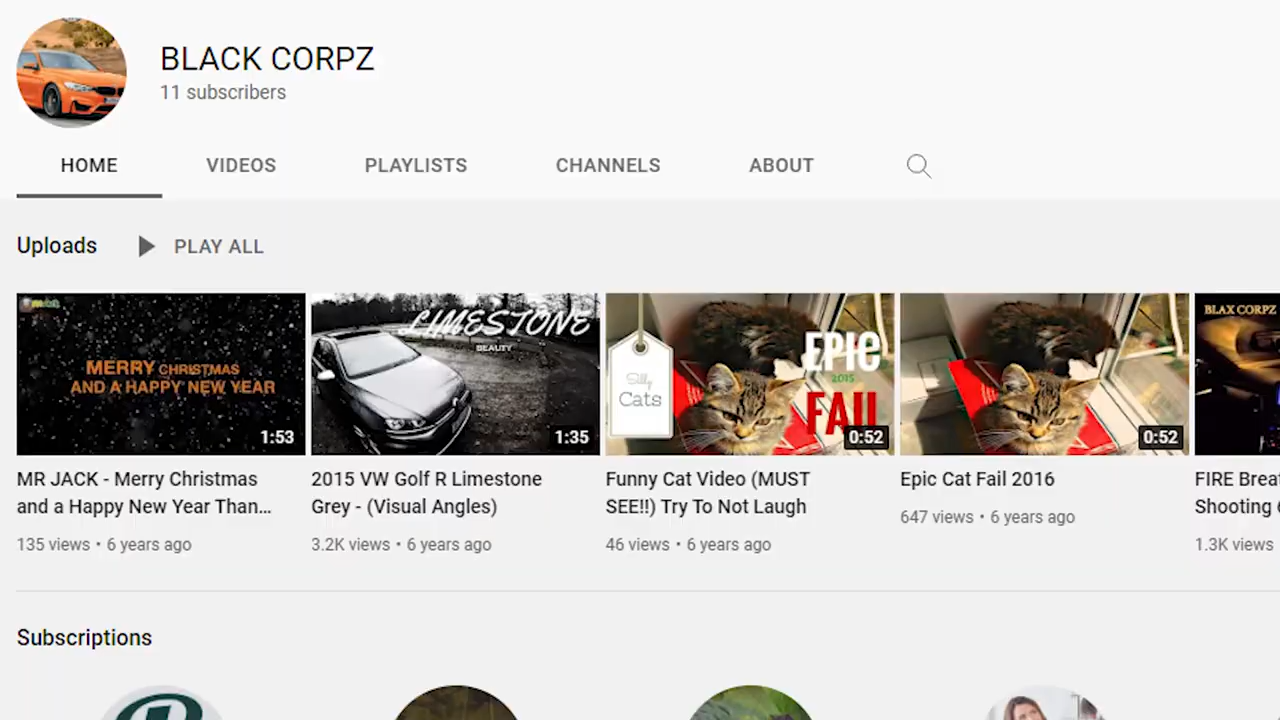 BLACK CORPZ
11 subscribers
HOME
VIDEOS
PLAYLISTS
CHANNELS
ABOUT
Uploads
PLAY ALL
MERRY CHRISTMAS
AND A HAPPY NEW YEAR
1:53
LIMESTONE
BEAUTY
1:35
Silly
Cats
EPIC
2015
FAIL
0:52
0:52
BLAX CORPZ
MR JACK - Merry Christmas
and a Happy New Year Than...
135 views • 6 years ago
2015 VW Golf R Limestone
Grey - (Visual Angles)
3.2K views • 6 years ago
Funny Cat Video (MUST
SEE!!) Try To Not Laugh
46 views • 6 years ago
Epic Cat Fail 2016
647 views • 6 years ago
FIRE Brea
Shooting
1.3K views
Subscriptions